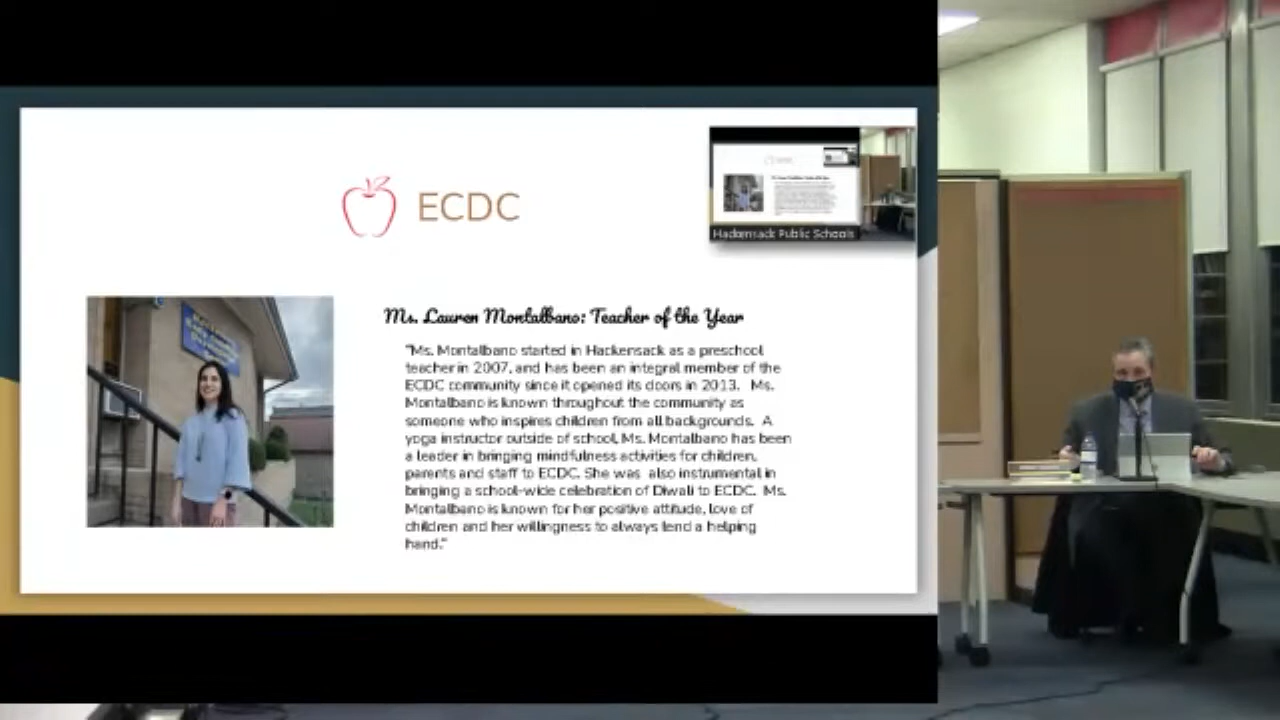 ECDC
Hackensack Public Schools
Ms. Lauren Montalbano: Teacher of the Year
"Ms. Montalbano started in Hackensack as a preschool
teacher in 2007, and has been an integral member of the
ECDC community since it opened its doors in 2013. Ms.
Montalbano is known throughout the community as
someone who inspires children from all backgrounds. A
yoga instructor outside of school, Ms. Montalbano has been
a leader in bringing mindfulness activities for children,
parents and staff to ECDC. She was also instrumental in
bringing a school-wide celebration of Diwali to ECDC. Ms.
Montalbano is known for her positive attitude, love of
children and her willingness to always lend a helping
hand."